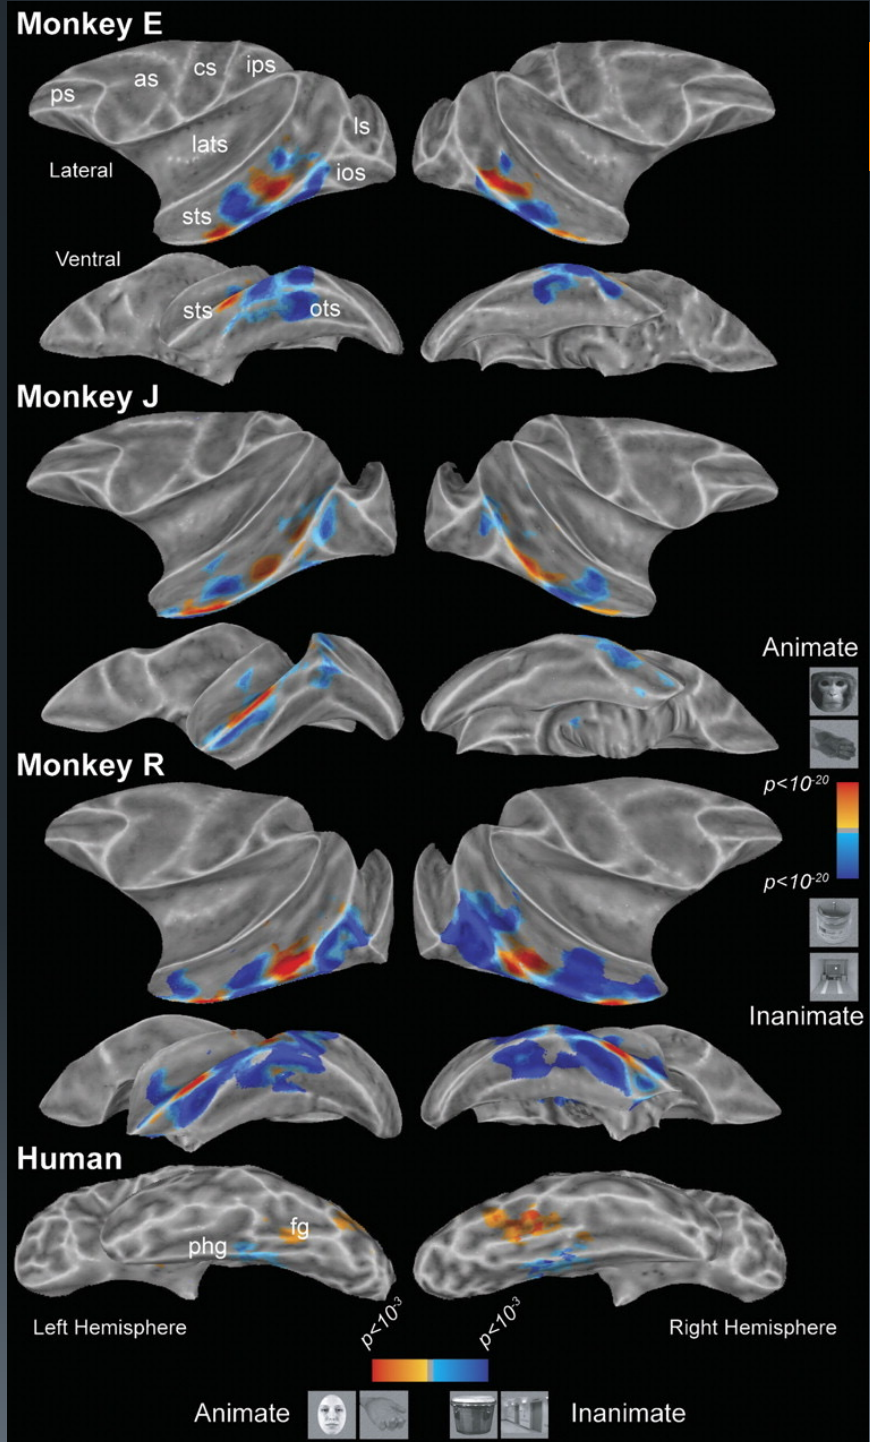 Monkey E
ps
as
cs
ips
ls
lats
Lateral
ios
sts
Ventral
sts
ots
Monkey J
Animate
Monkey R
p<10-20
p<10-20
Inanimate
Human
fg
phg
Left Hemisphere
p<10-3
p<10-3
Right Hemisphere
Animate
Inanimate